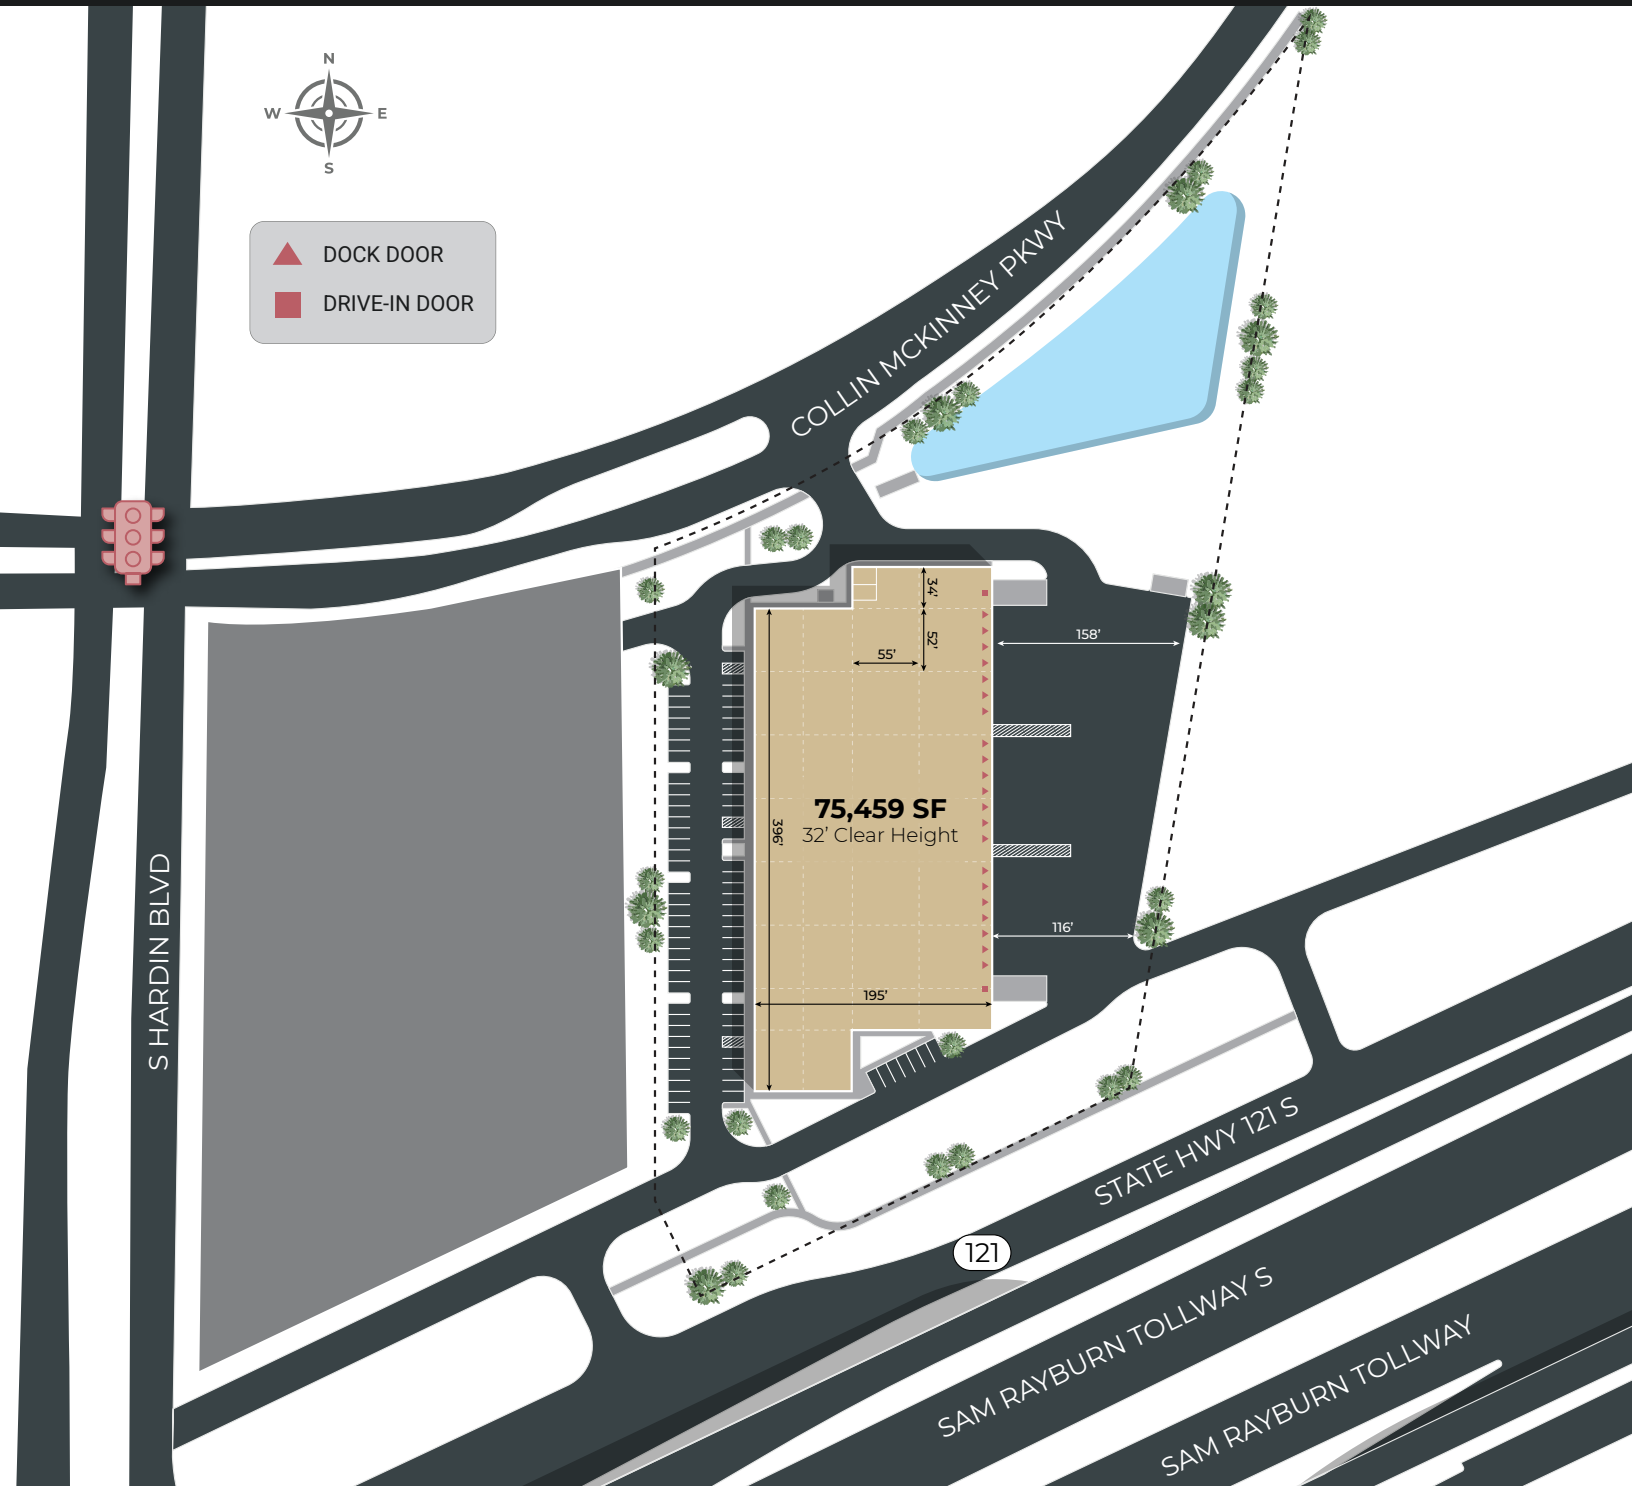 N
W
E
S
DOCK DOOR
DRIVE-IN DOOR
COLLIN MCKINNEY PKWY
34'
52'
55'
158'
75,459 SF
32' Clear Height
396'
116'
195'
S HARDIN BLVD
STATE HWY 121 S
121
SAM RAYBURN TOLLWAY S
SAM RAYBURN TOLLWAY